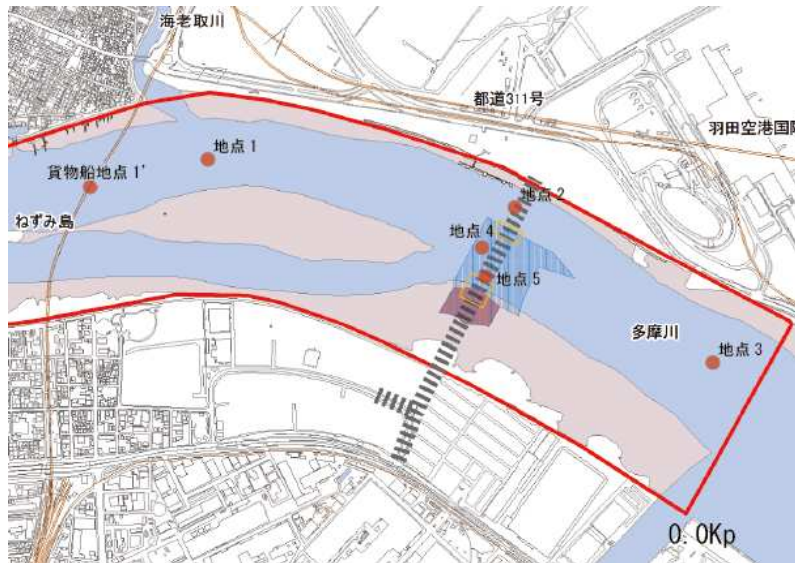 海老取川
都道311号
羽田空港国際
地点1
貨物船地点1'
地点2
ねずみ島
地点4
地点5
多摩川
地点3
0.0Kp